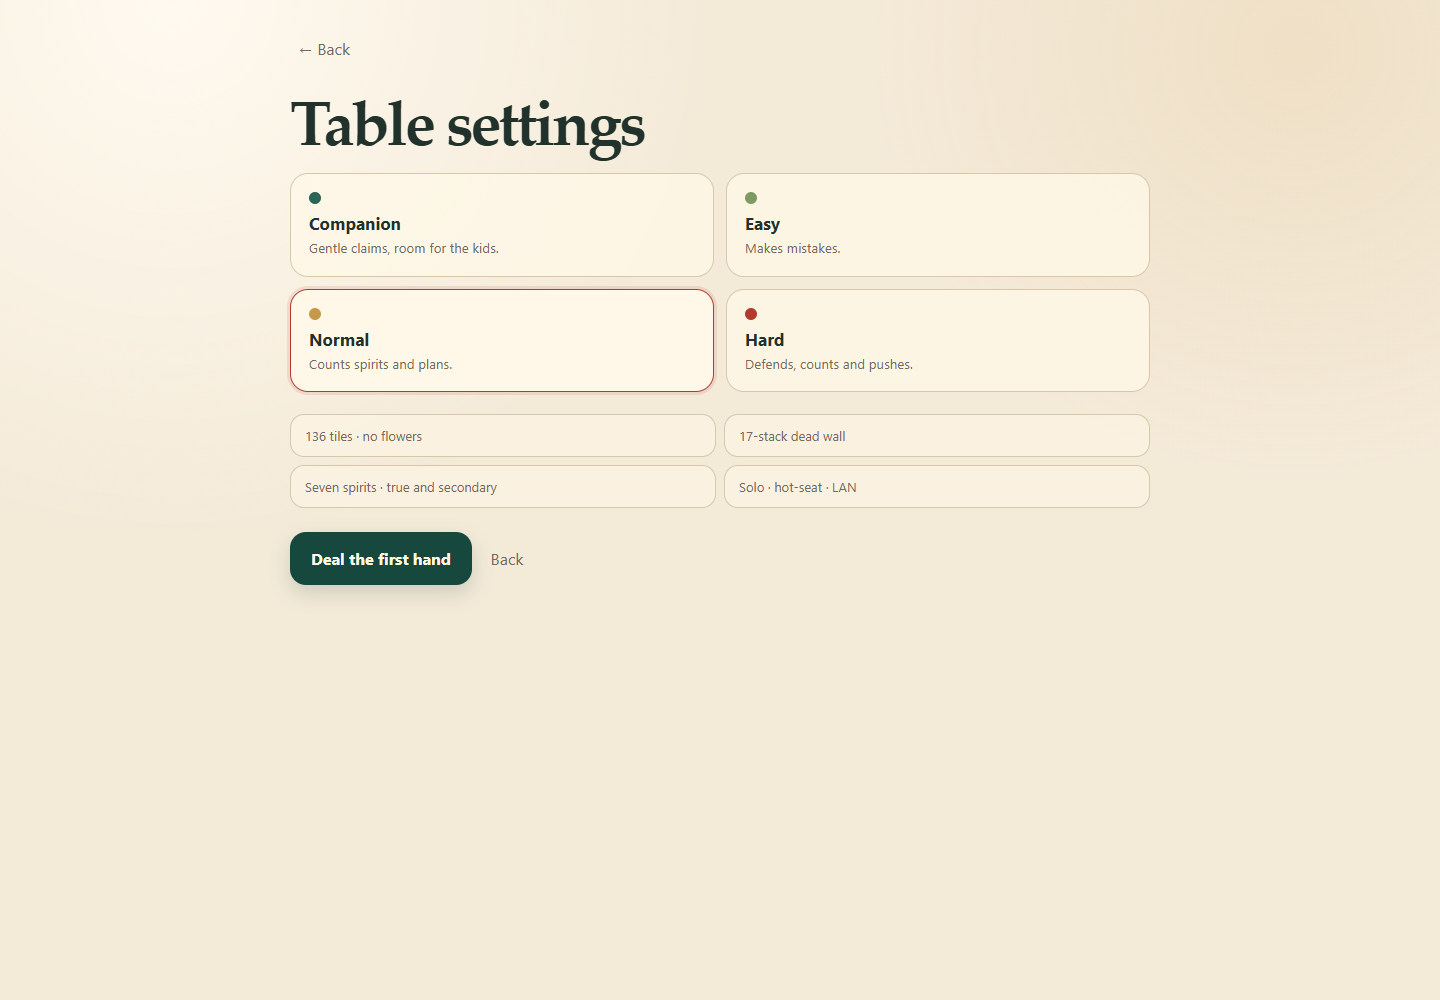 ← Back
Table settings
Companion
Gentle claims, room for the kids.
Easy
Makes mistakes.
Normal
Counts spirits and plans.
Hard
Defends, counts and pushes.
136 tiles · no flowers
17-stack dead wall
Seven spirits · true and secondary
Solo · hot-seat · LAN
Deal the first hand
Back